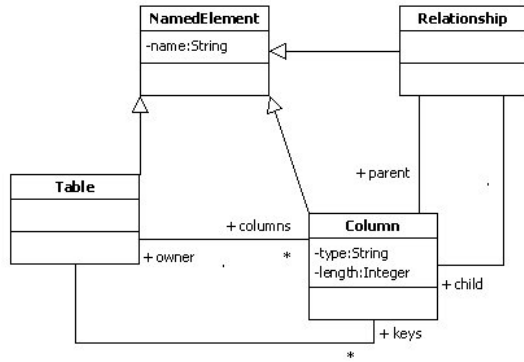 NamedElement
-name:String
Relationship
Table
+ parent
+ columns
Column
+ owner
*
-type:String
-length:Integer
+ child
+ keys
*